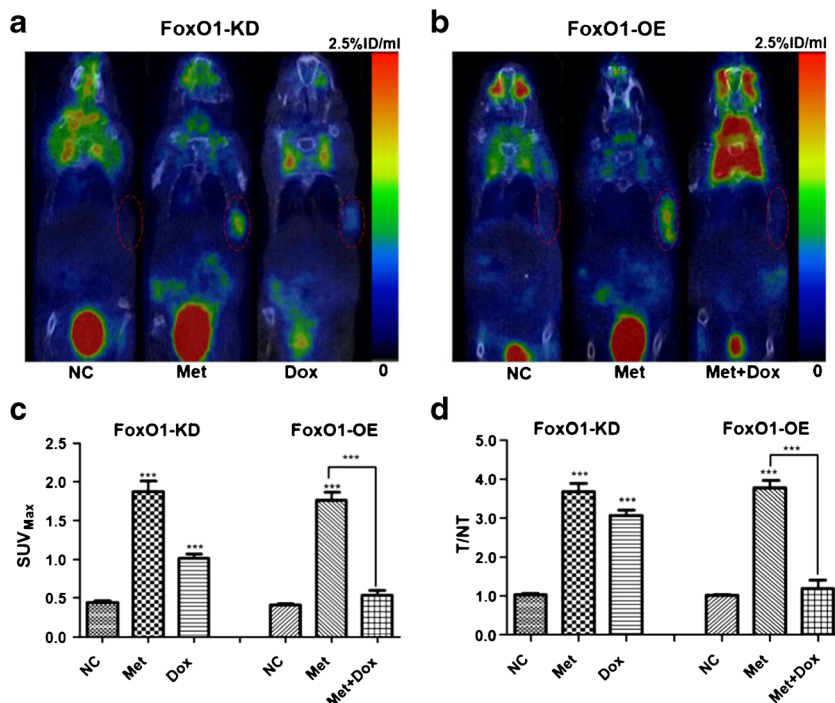 a
FoxO1-KD
2.5%ID/ml
NC
Met
Dox
0
b
FoxO1-OE
2.5%ID/ml
NC
Met
Met+Dox
0
c
FoxO1-KD
FoxO1-OE
SUVMax
2.5
2.0
1.5
1.0
0.5
0.0
***
***
***
***
NC
Met
Dox
NC
Met
Met+Dox
d
FoxO1-KD
FoxO1-OE
T/NT
5.0
4.0
3.0
2.0
1.0
0.0
***
***
***
***
NC
Met
Dox
NC
Met
Met+Dox